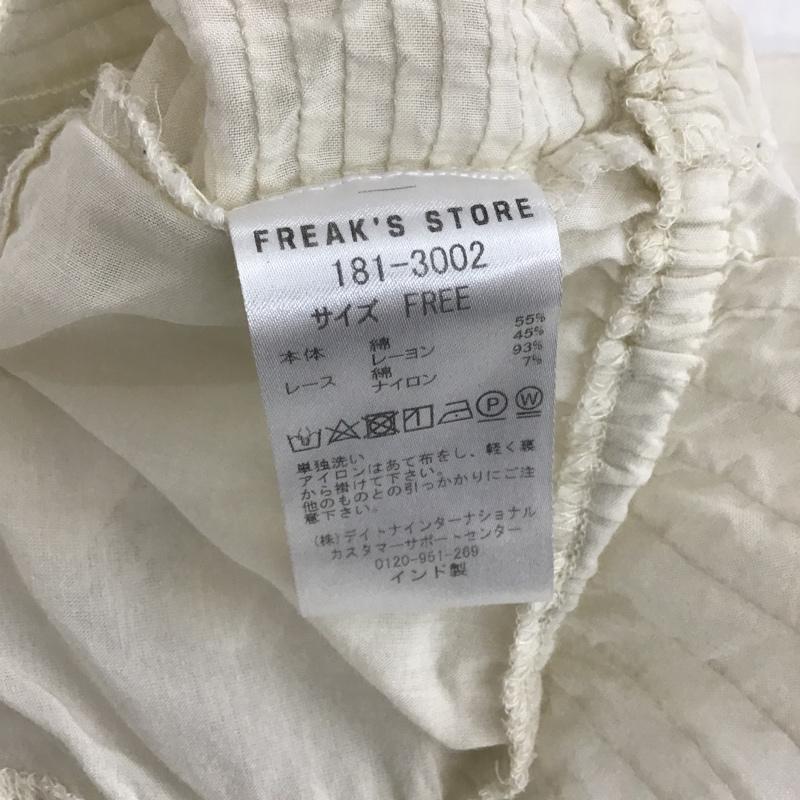 FREAK'S STORE
181-3002
サイズ FREE
本体 綿 55%
レーヨン 45%
レース 綿 93%
ナイロン 7%
P W
単独洗い
アイロンはあて布をし、軽く裏
から掛けて下さい。
他のものとの引っかかりにご注
意下さい。
(株)デイトナインターナショナル
カスタマーサポートセンター
0120-951-269
インド製